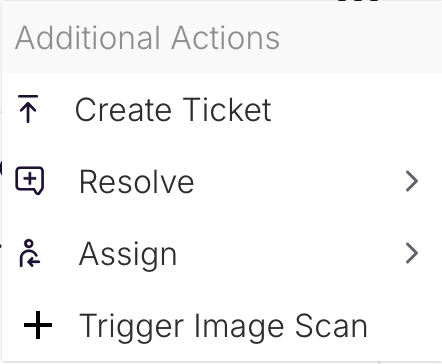 Additional Actions
Create Ticket
Resolve
Assign
Trigger Image Scan